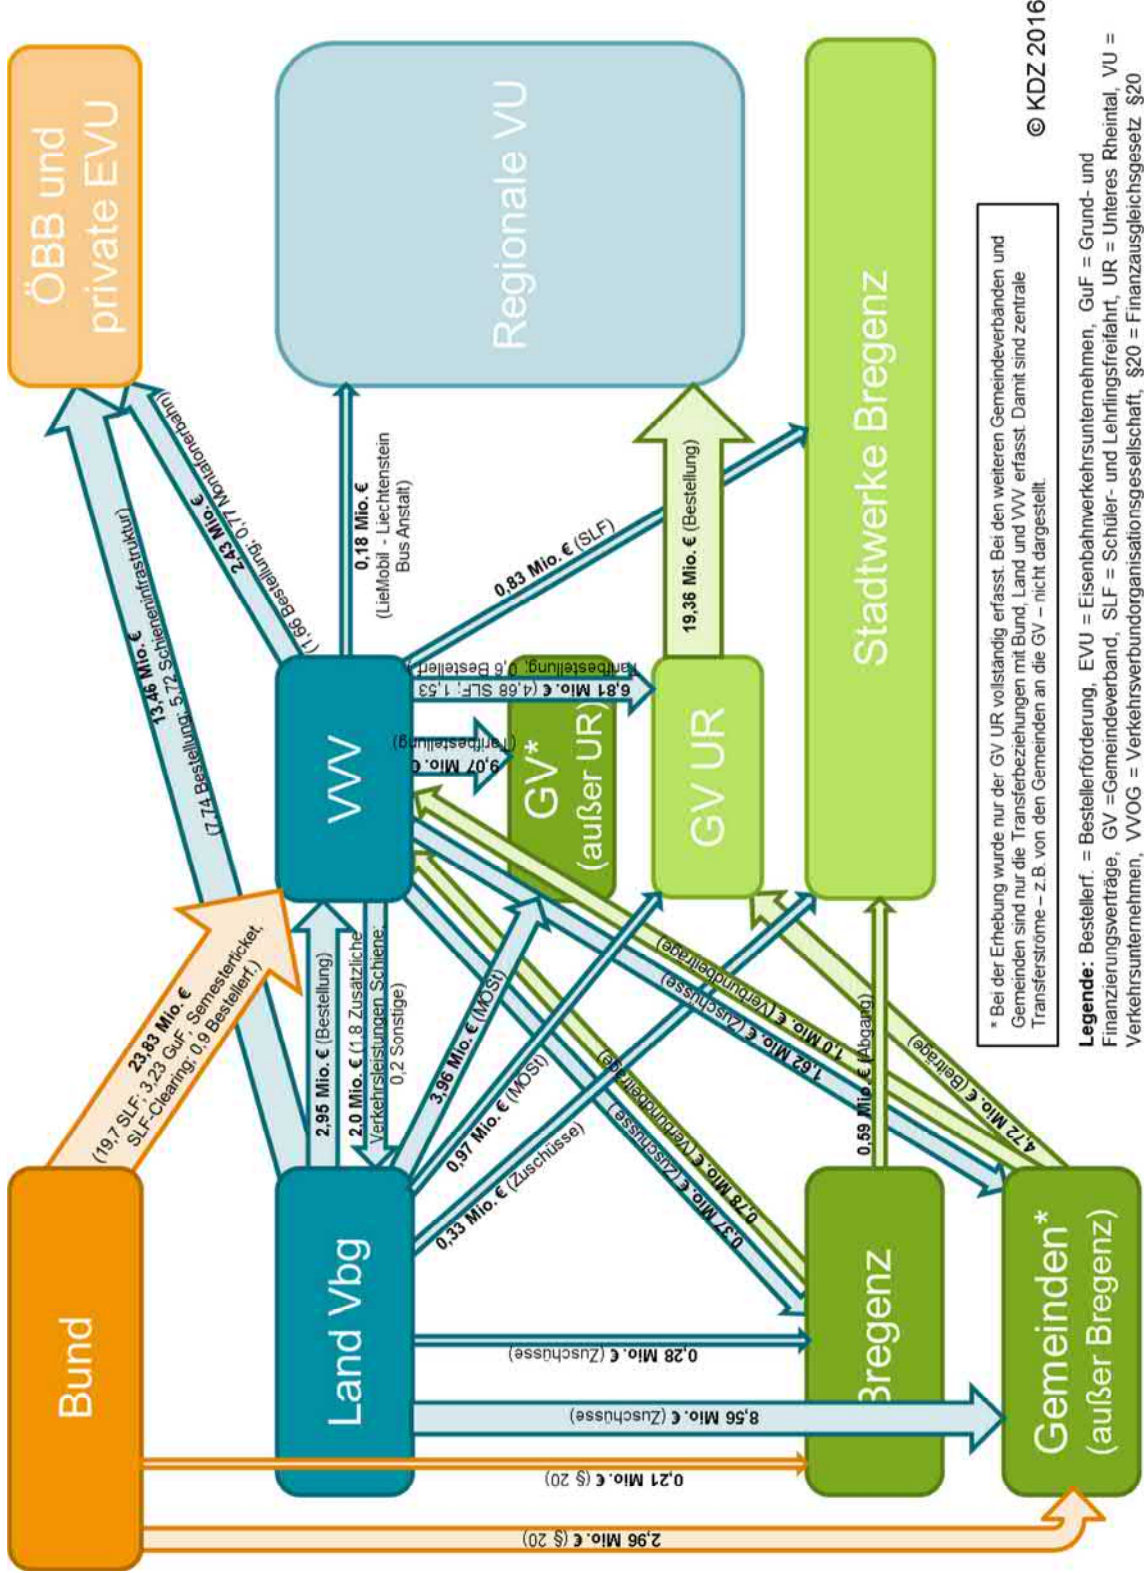 Bund
23,83 Mio. €
(19,7 SLF; 3,23 GuF, Semesterticket,
SLF-Clearing; 0,9 Bestellerf.)
ÖBB und
private EVU
13,46 Mio. €
(7,74 Bestellung; 5,72 Schieneninfrastruktur)
2,43 Mio. €
(1,66 Bestellung; 0,77 Montafonerbahn)
Land Vbg
2,95 Mio. € (Bestellung)
2,0 Mio. € (1,8 Zusätzliche
Verkehrsleistungen Schiene;
0,2 Sonstige)
VVV
0,18 Mio. €
(LieMobil - Liechtenstein
Bus Anstalt)
Regionale VU
3,96 Mio. € (MOSt)
0,97 Mio. € (MOSt)
0,33 Mio. € (Zuschüsse)
9,07 Mio. €
(Tarifbestellung)
6,81 Mio. € (4,68 SLF; 1,53
Tarifbestellung; 0,6 Bestellerf.)
0,83 Mio. € (SLF)
GV*
(außer UR)
GV UR
19,36 Mio. € (Bestellung)
2,96 Mio. € (§ 20)
0,21 Mio. € (§ 20)
8,56 Mio. € (Zuschüsse)
0,28 Mio. € (Zuschüsse)
0,37 Mio. € (Zuschüsse)
0,78 Mio. € (Verbundbeiträge)
1,62 Mio. € (Zuschüsse)
1,0 Mio. € (Verbundbeiträge)
Bregenz
0,59 Mio. € (Abgang)
Stadtwerke Bregenz
4,72 Mio. € (Beiträge)
Gemeinden*
(außer Bregenz)
* Bei der Erhebung wurde nur der GV UR vollständig erfasst. Bei den weiteren Gemeindeverbänden und
Gemeinden sind nur die Transferbeziehungen mit Bund, Land und VVV erfasst. Damit sind zentrale
Transferströme – z.B. von den Gemeinden an die GV – nicht dargestellt.
© KDZ 2016
Legende: Bestellerf. = Bestellerförderung, EVU = Eisenbahnverkehrsunternehmen, GuF = Grund- und
Finanzierungsverträge, GV =Gemeindeverband, SLF = Schüler- und Lehrlingsfreifahrt, UR = Unteres Rheintal, VU =
Verkehrsunternehmen, VVOG = Verkehrsverbundorganisationsgesellschaft, §20 = Finanzausgleichsgesetz §20